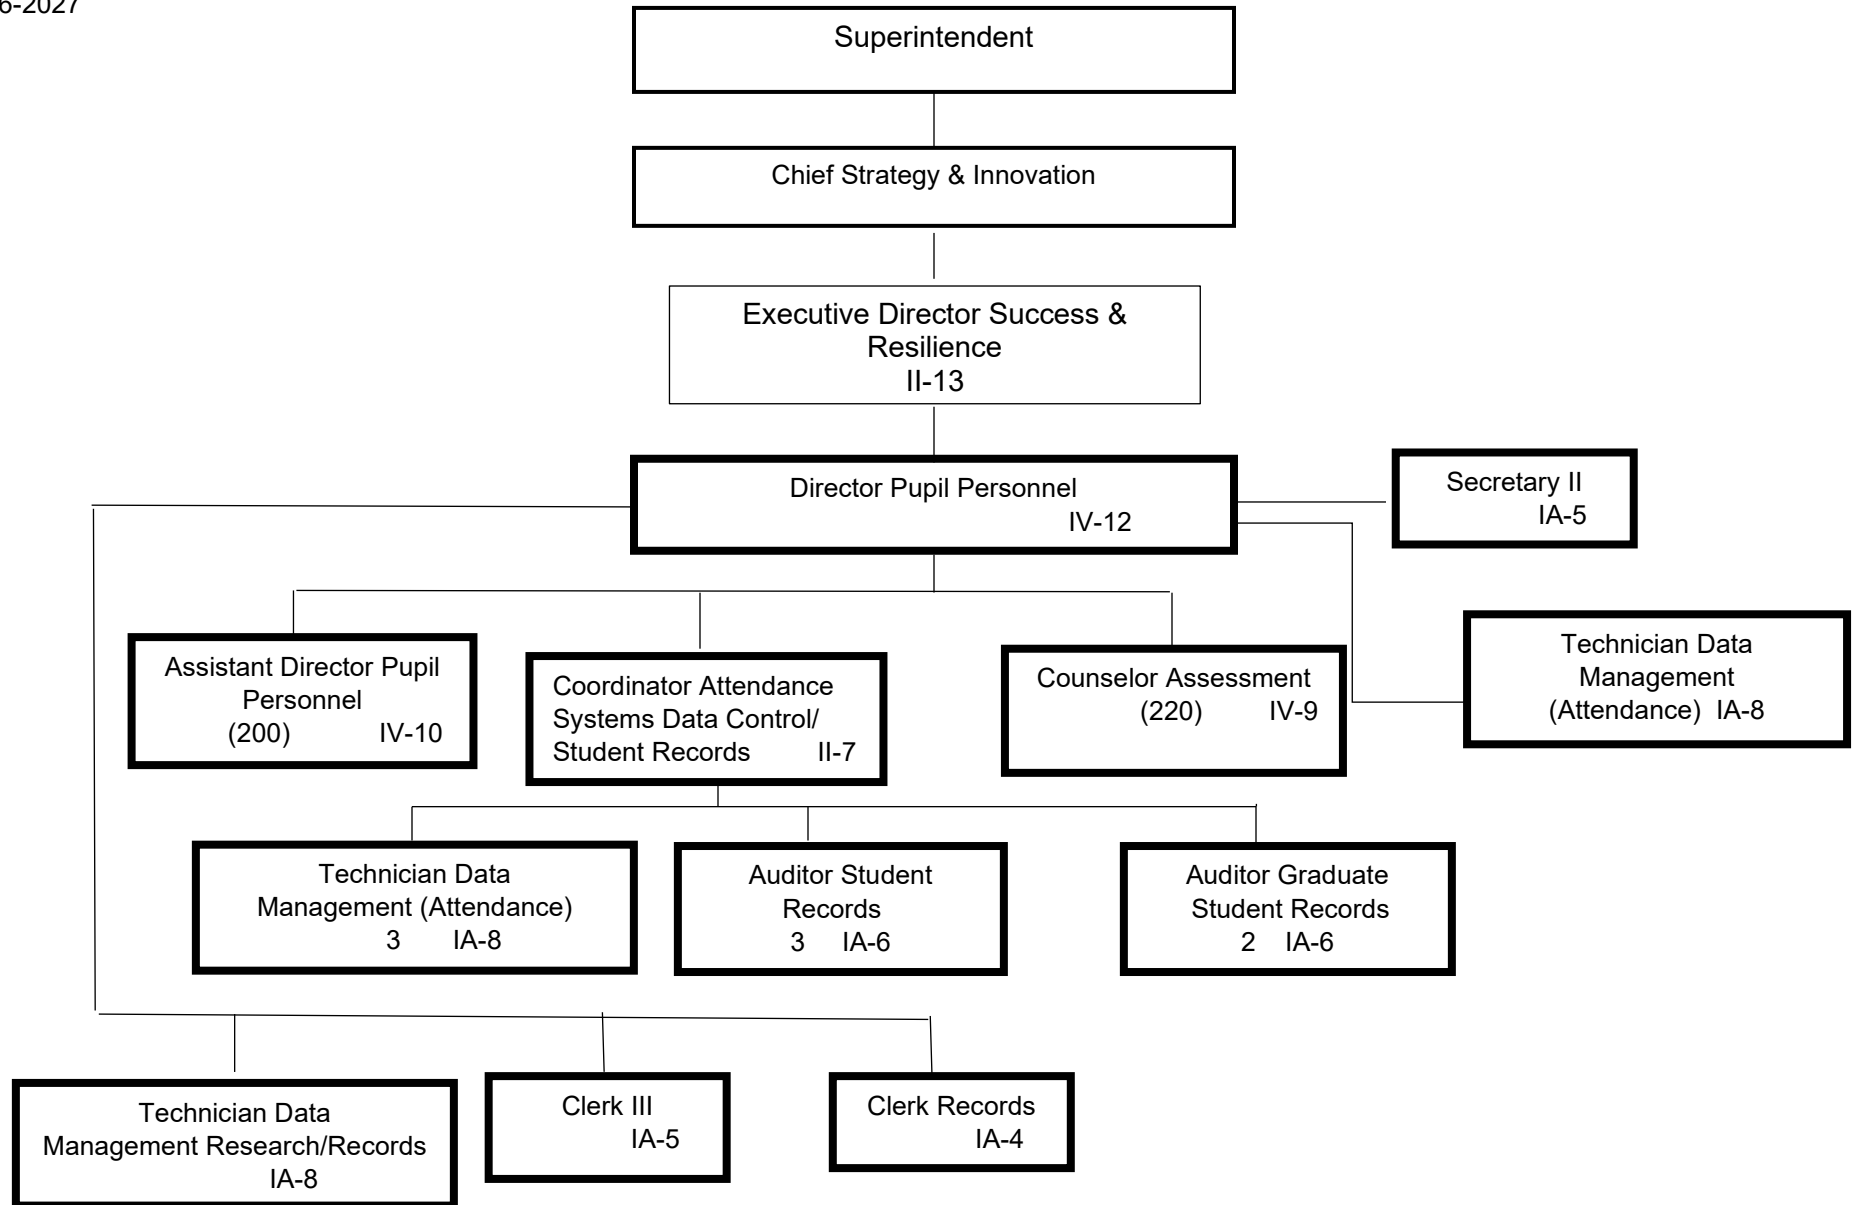 6-2027
Superintendent
Chief Strategy & Innovation
Executive Director Success &
Resilience
II-13
Director Pupil Personnel
IV-12
Secretary II
IA-5
Assistant Director Pupil
Personnel
(200) IV-10
Coordinator Attendance
Systems Data Control/
Student Records II-7
Counselor Assessment
(220) IV-9
Technician Data
Management
(Attendance) IA-8
Technician Data
Management (Attendance)
3 IA-8
Auditor Student
Records
3 IA-6
Auditor Graduate
Student Records
2 IA-6
Technician Data
Management Research/Records
IA-8
Clerk III
IA-5
Clerk Records
IA-4